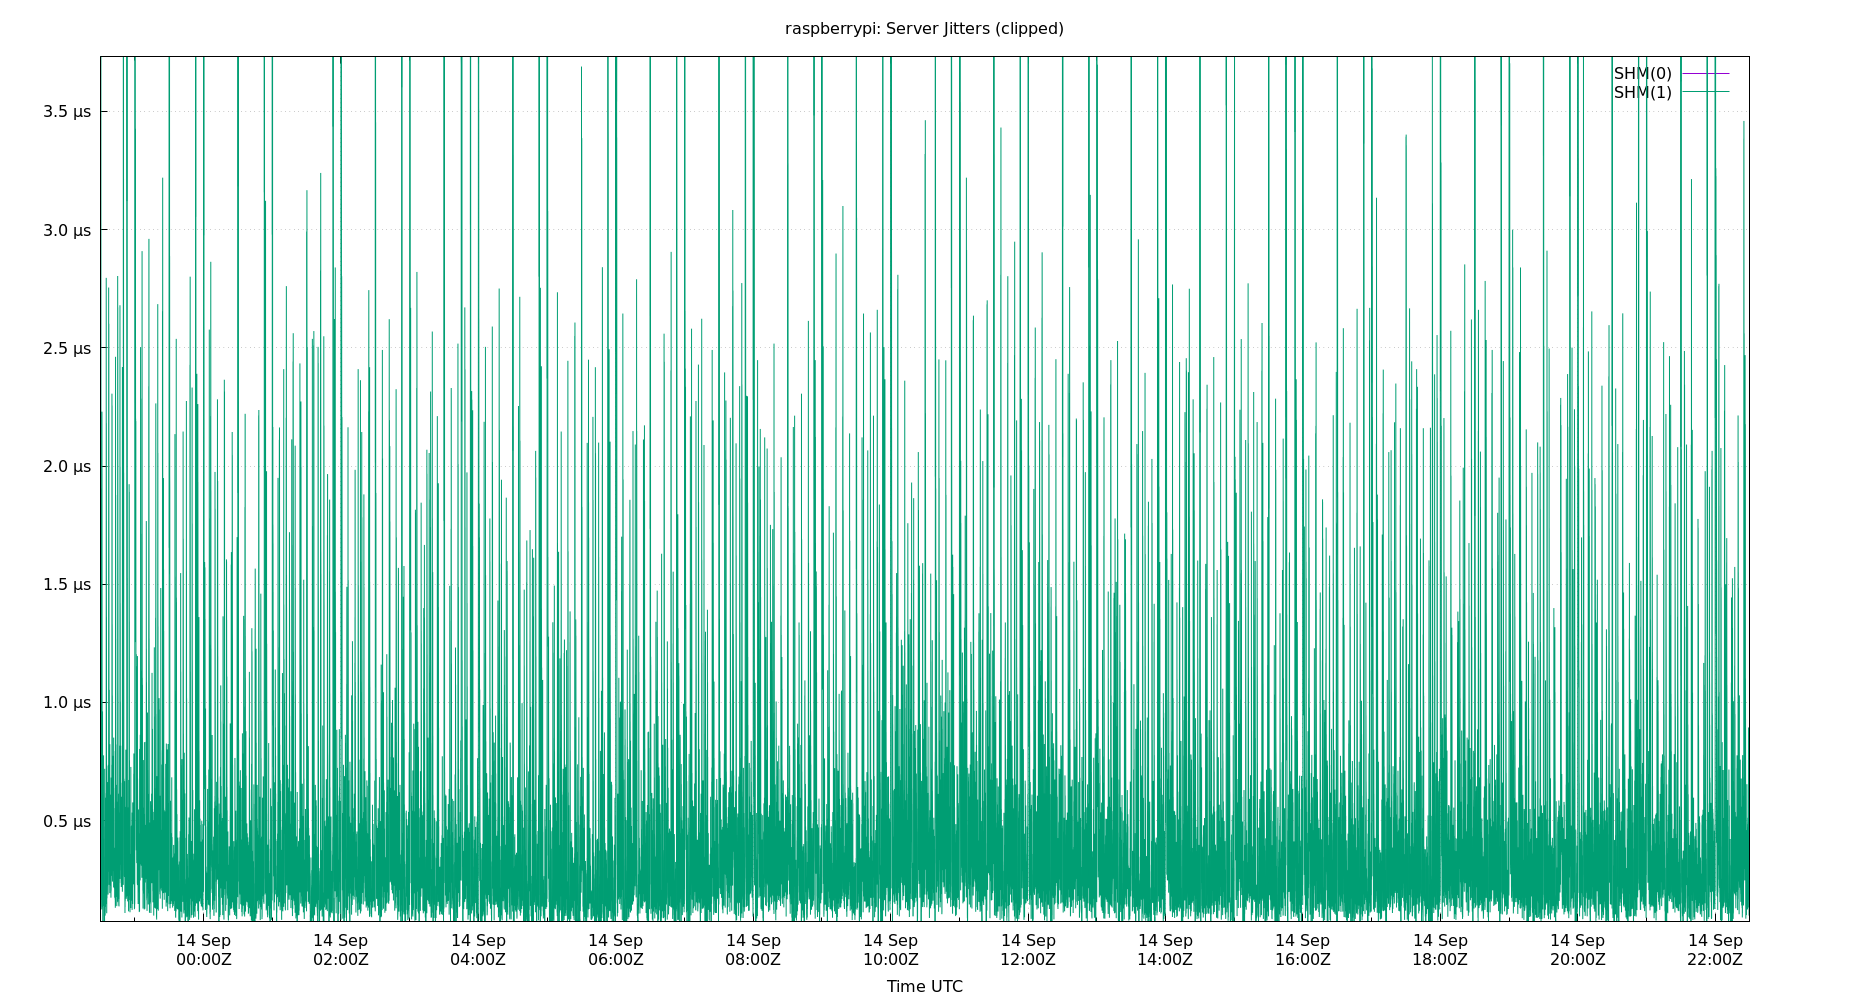 raspberrypi: Server Jitters (clipped)
SHM(0)
SHM(1)
3.5 μs
3.0 μs
2.5 μs
2.0 μs
1.5 μs
1.0 μs
0.5 μs
14 Sep 14 Sep 14 Sep 14 Sep 14 Sep 14 Sep 14 Sep 14 Sep 14 Sep 14 Sep 14 Sep 14 Sep
00:00Z 02:00Z 04:00Z 06:00Z 08:00Z 10:00Z 12:00Z 14:00Z 16:00Z 18:00Z 20:00Z 22:00Z
Time UTC